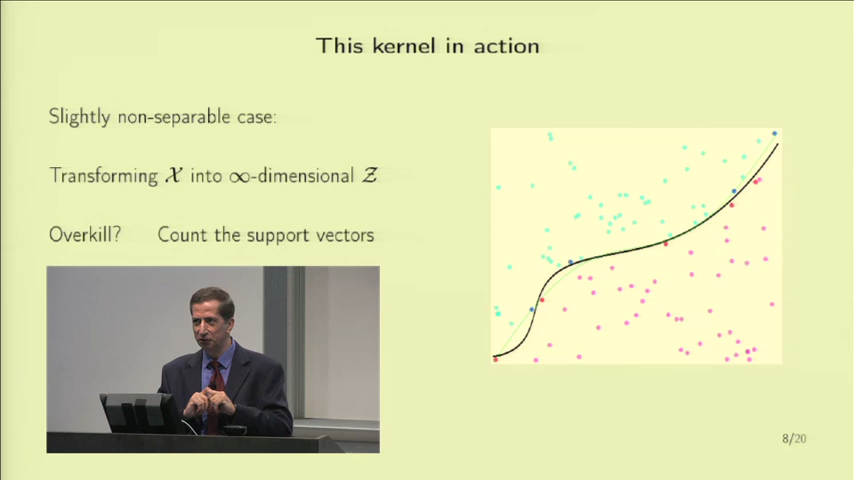 This kernel in action
Slightly non-separable case:
Transforming 𝒳 into ∞-dimensional 𝒵
Overkill? Count the support vectors
8/20